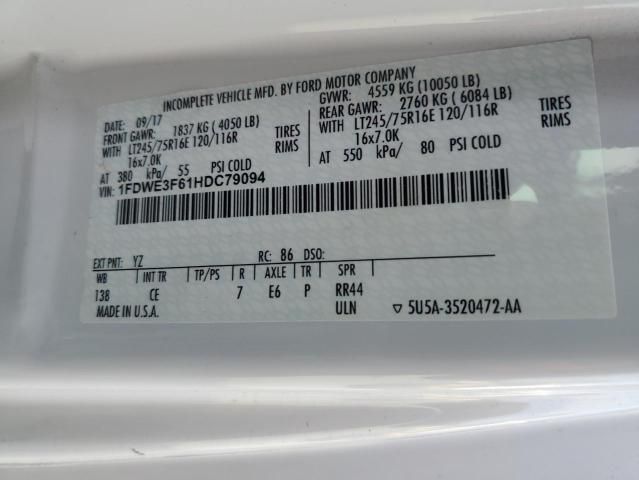 INCOMPLETE VEHICLE MFD. BY FORD MOTOR COMPANY
DATE: 09/17 GVWR: 4559 KG (10050 LB)
FRONT GAWR: 1837 KG (4050 LB) REAR GAWR: 2760 KG (6084 LB)
WITH LT245/75R16E 120/116R TIRES WITH LT245/75R16E 120/116R TIRES
16x7.0K RIMS 16x7.0K RIMS
AT 380 kPa/ 55 PSI COLD AT 550 kPa/ 80 PSI COLD
VIN: 1FDWE3F61HDC79094
EXT PNT: YZ RC: 86 DSO:
WB INT TR TP/PS R AXLE TR SPR
138 CE 7 E6 P RR44
MADE IN U.S.A. ULN ▽ 5U5A-3520472-AA